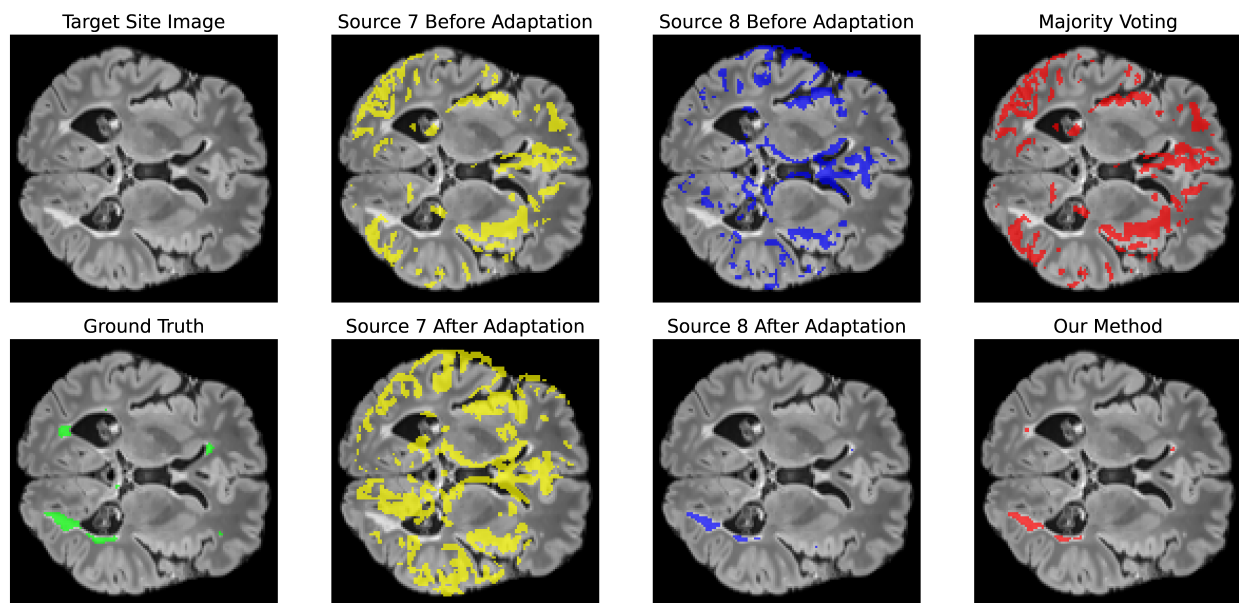 Target Site Image
Source 7 Before Adaptation
Source 8 Before Adaptation
Majority Voting
Ground Truth
Source 7 After Adaptation
Source 8 After Adaptation
Our Method